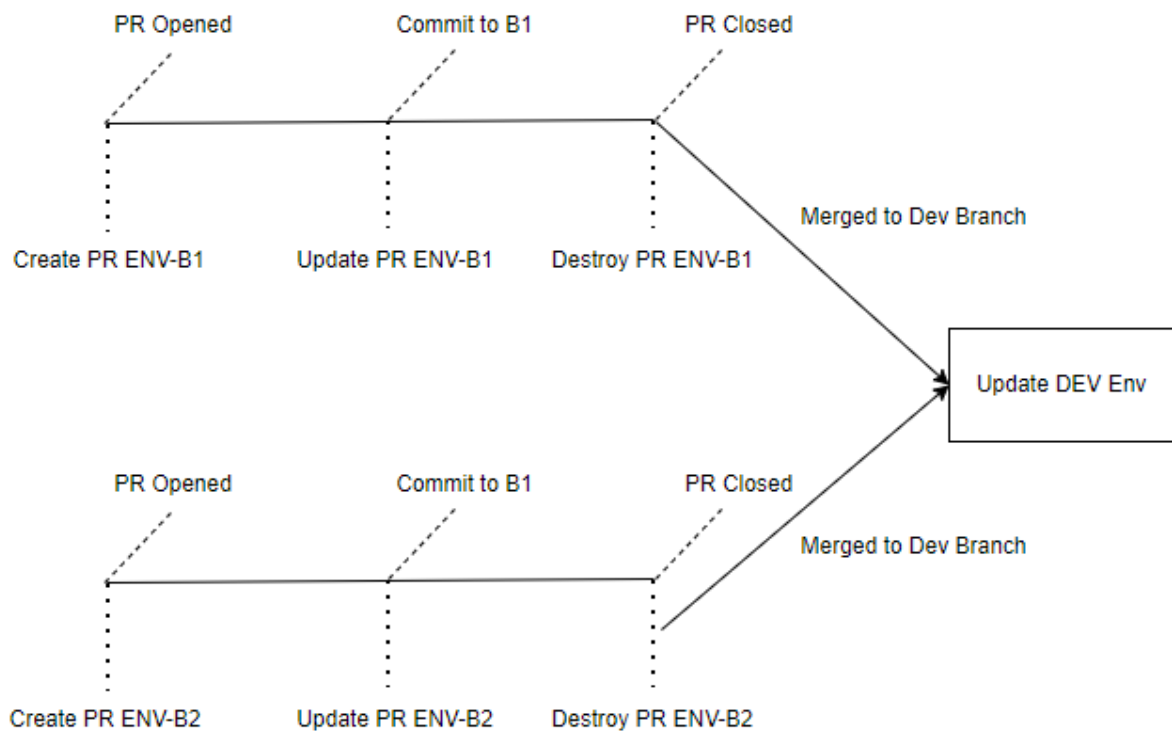 PR Opened
Commit to B1
PR Closed
Merged to Dev Branch
Create PR ENV-B1
Update PR ENV-B1
Destroy PR ENV-B1
Update DEV Env
PR Opened
Commit to B1
PR Closed
Merged to Dev Branch
Create PR ENV-B2
Update PR ENV-B2
Destroy PR ENV-B2